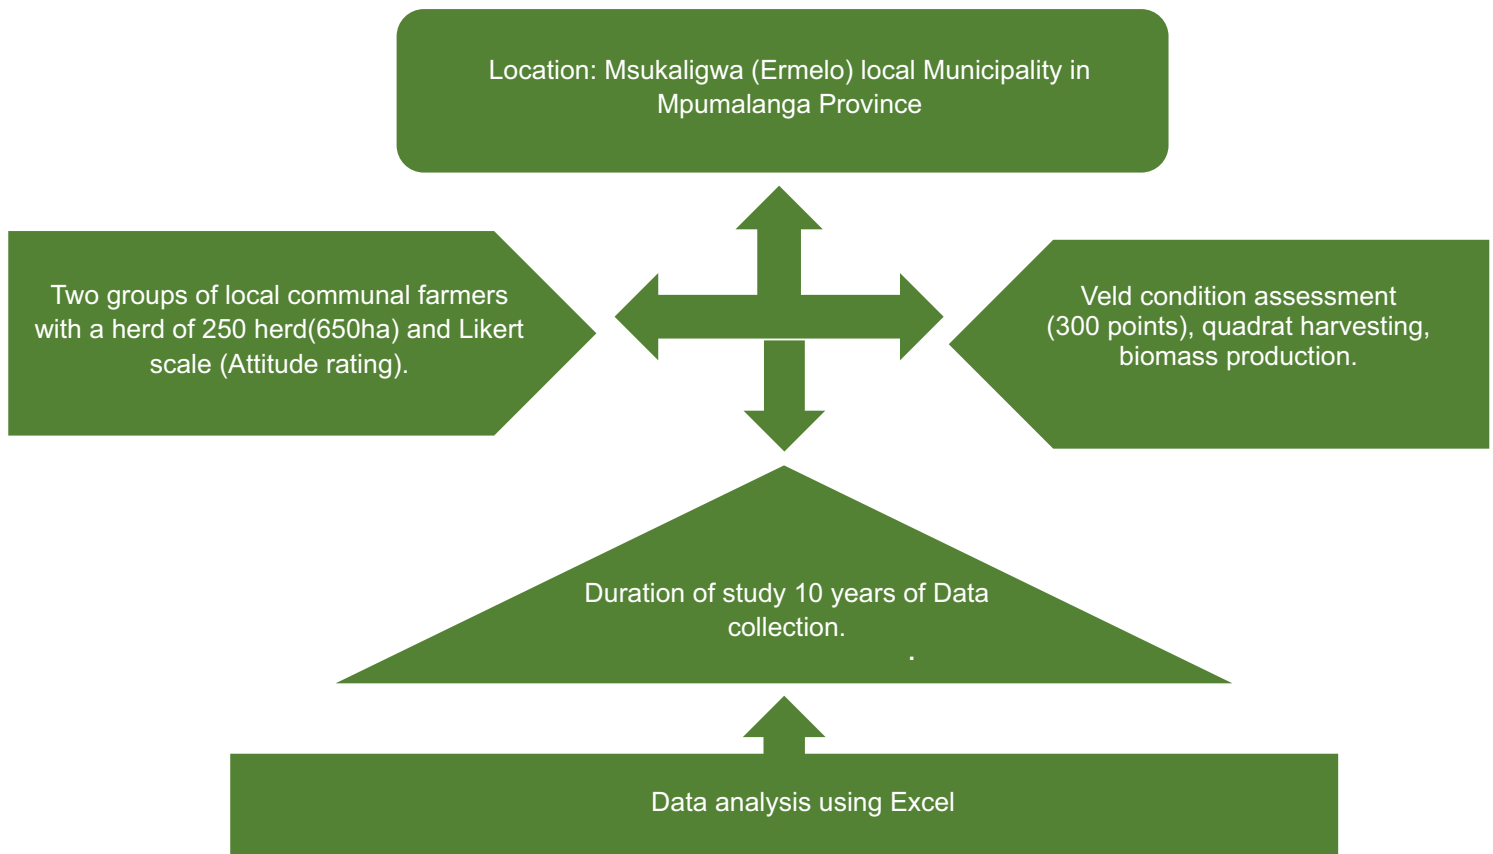 Location: Msukaligwa (Ermelo) local Municipality in
Mpumalanga Province
Two groups of local communal farmers
with a herd of 250 herd(650ha) and Likert
scale (Attitude rating).
Veld condition assessment
(300 points), quadrat harvesting,
biomass production.
Duration of study 10 years of Data
collection.
.
Data analysis using Excel